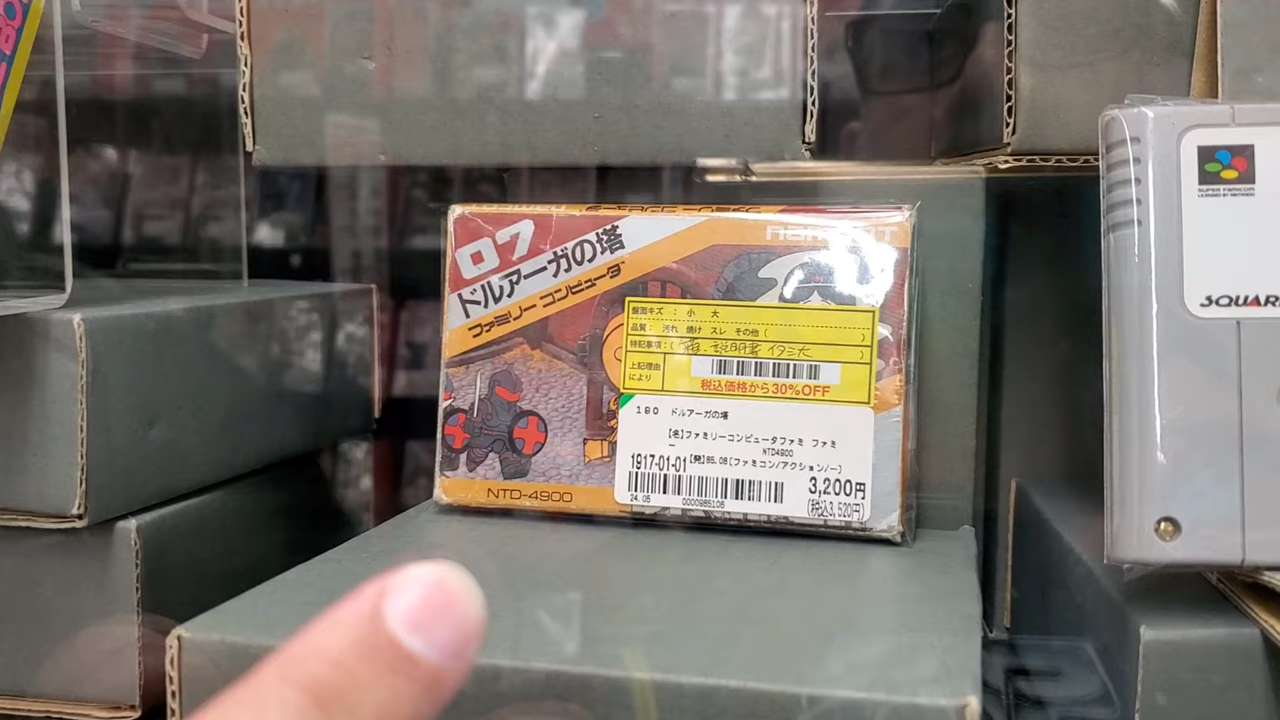 07
ドルアーガの塔
ファミリー コンピュータ
盤面キズ : 小 大
品質: 汚れ 焼け スレ その他( )
特記事項:(箱、説明書 イタミ大 )
上記理由
により
税込価格から30%OFF
190 ドルアーガの塔
【名】ファミリーコンピュータファミ ファミ
ー NTD4900
1917-01-01 【発】85.08[ファミコン/アクション/ー]
3,200円
(税込3,520円)
24.05 0000985106
NTD-4900
SUPER FAMICOM
LICENSED BY NINTENDO